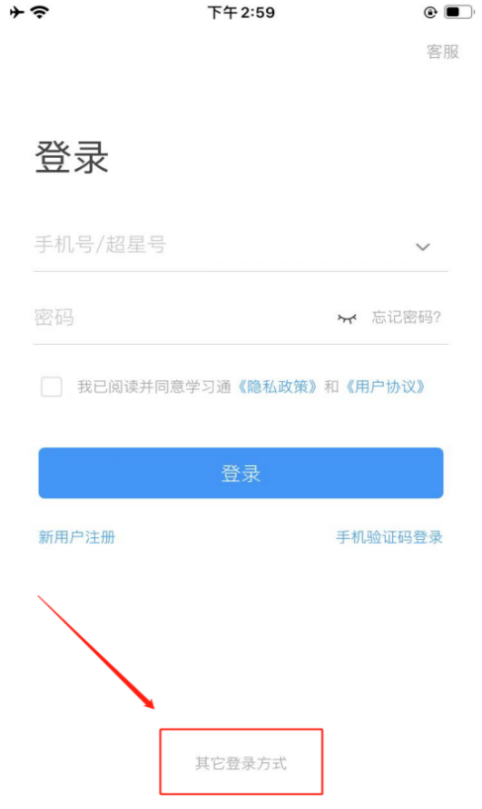 下午2:59
客服
登录
手机号/超星号
密码
忘记密码?
我已阅读并同意学习通《隐私政策》和《用户协议》
登录
新用户注册
手机验证码登录
其它登录方式